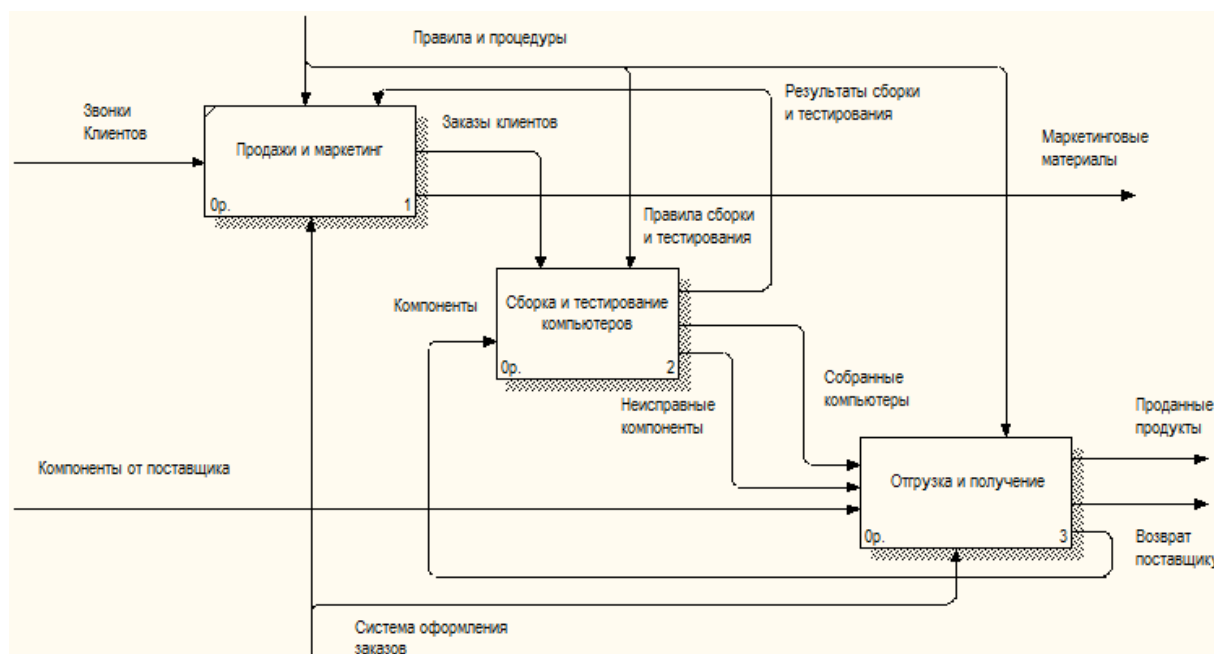 Правила и процедуры
Звонки
Клиентов
Результаты сборки
и тестирования
Заказы клиентов
Маркетинговые
материалы
Продажи и маркетинг
0р.
1
Правила сборки
и тестирования
Компоненты
Сборка и тестирование
компьютеров
0р.
2
Собранные
компьютеры
Неисправные
компоненты
Проданные
продукты
Компоненты от поставщика
Отгрузка и получение
0р.
3
Возврат
поставщику
Система оформления
заказов